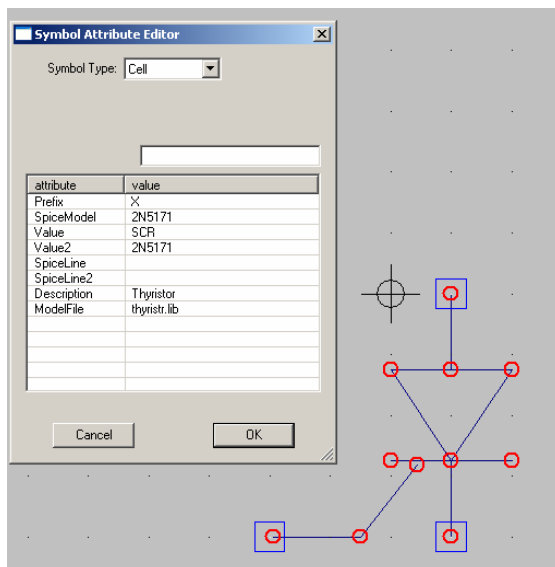 Symbol Attribute Editor
Symbol Type: Cell
attribute value
Prefix X
SpiceModel 2N5171
Value SCR
Value2 2N5171
SpiceLine
SpiceLine2
Description Thyristor
ModelFile thyristr.lib
Cancel OK